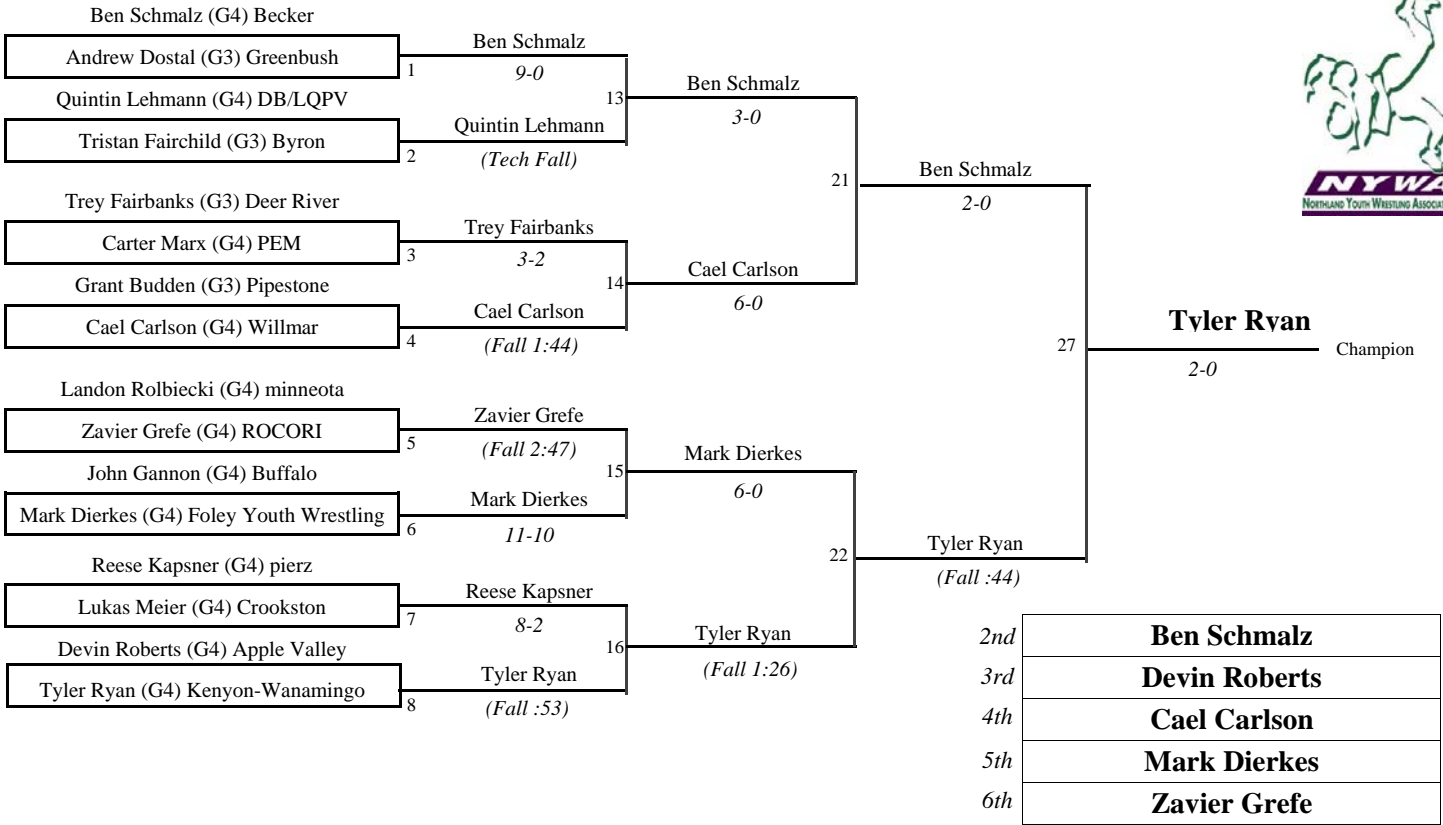 Ben Schmalz (G4) Becker
Andrew Dostal (G3) Greenbush
1
Quintin Lehmann (G4) DB/LQPV
Tristan Fairchild (G3) Byron
2
Trey Fairbanks (G3) Deer River
Carter Marx (G4) PEM
3
Grant Budden (G3) Pipestone
Cael Carlson (G4) Willmar
4
Landon Rolbiecki (G4) minneota
Zavier Grefe (G4) ROCORI
5
John Gannon (G4) Buffalo
Mark Dierkes (G4) Foley Youth Wrestling
6
Reese Kapsner (G4) pierz
Lukas Meier (G4) Crookston
7
Devin Roberts (G4) Apple Valley
Tyler Ryan (G4) Kenyon-Wanamingo
8
Ben Schmalz
9-0
13
Quintin Lehmann
(Tech Fall)
Trey Fairbanks
3-2
14
Cael Carlson
(Fall 1:44)
Zavier Grefe
(Fall 2:47)
15
Mark Dierkes
11-10
Reese Kapsner
8-2
16
Tyler Ryan
(Fall :53)
Ben Schmalz
3-0
21
Cael Carlson
6-0
Mark Dierkes
6-0
22
Tyler Ryan
(Fall 1:26)
Ben Schmalz
2-0
27
Tyler Ryan
(Fall :44)
Tyler Ryan
2-0
Champion
NYWA
NORTHLAND YOUTH WRESTLING
2nd Ben Schmalz
3rd Devin Roberts
4th Cael Carlson
5th Mark Dierkes
6th Zavier Grefe